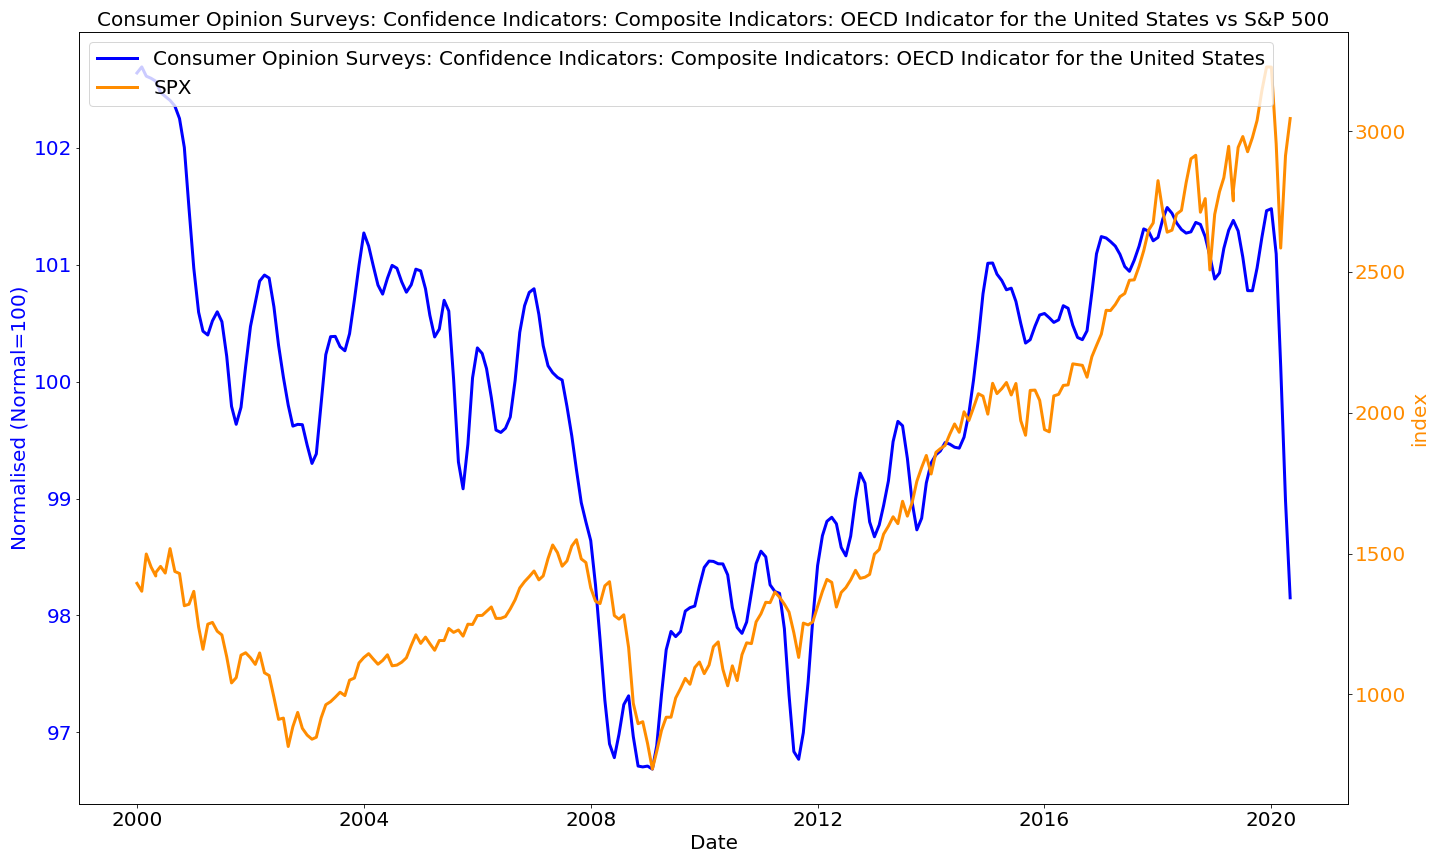 Consumer Opinion Surveys: Confidence Indicators: Composite Indicators: OECD Indicator for the United States vs S&P 500
Consumer Opinion Surveys: Confidence Indicators: Composite Indicators: OECD Indicator for the United States
SPX
102
101
100
99
98
97
Normalised (Normal=100)
3000
2500
2000
1500
1000
index
2000
2004
2008
2012
2016
2020
Date